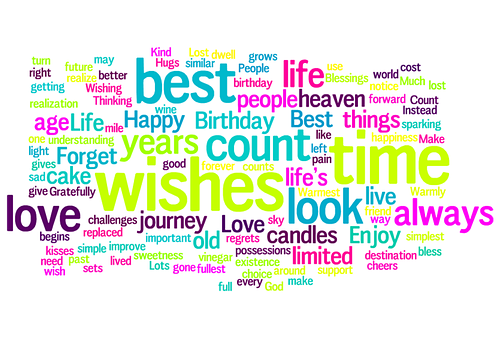 turn future may Kind Lost dwell grows
right realize better Hugs similar People
getting Wishing best birthday life Blessings use world cost
realization Thinking wine people heaven notice forward Much lost
age Life mile Happy Birthday Best things Count Instead
one understanding years count like sparking
light Forget left happiness Make
gives good pain time
sad cake wishes forever counts life's
give Gratefully look Warmest live Warmly
love challenges journey Love sky friend always
begins replaced candles way
kisses simple improve important old regrets Enjoy simplest
need past sweetness vinegar possessions limited destination bless
wish sets lived Lots gone fullest existence around support cheers
choice
full every God make